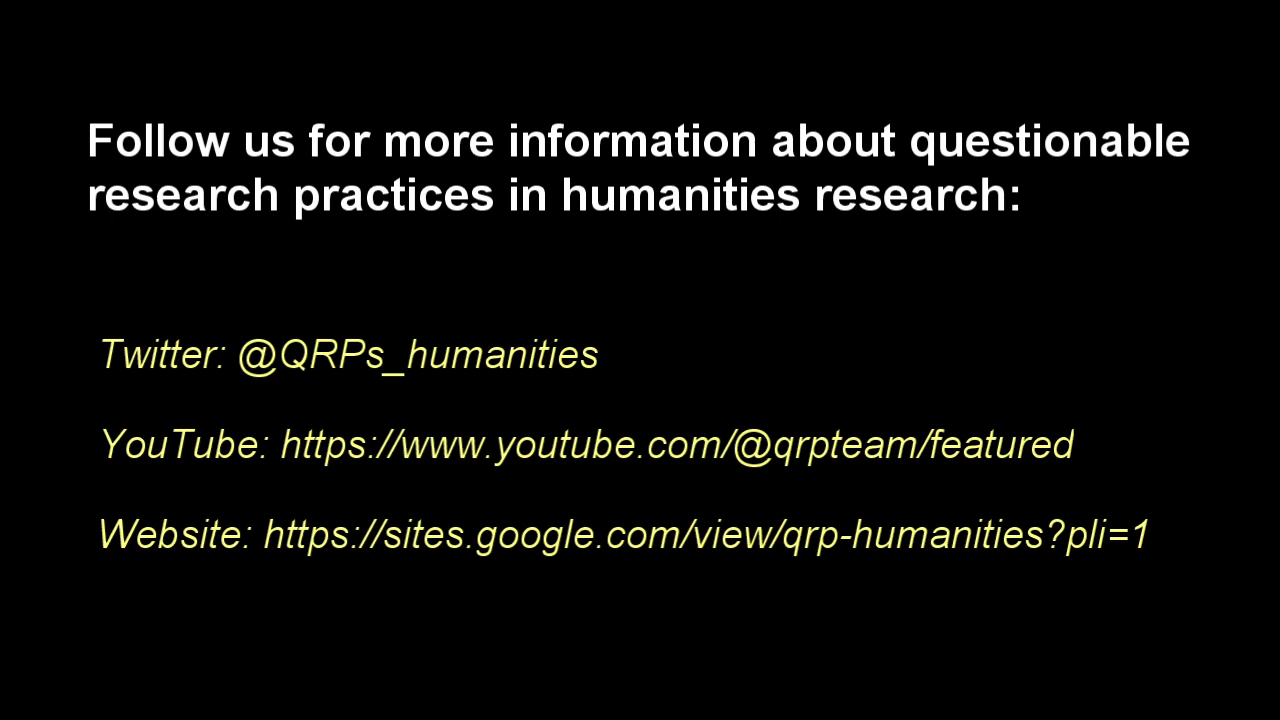 Follow us for more information about questionable
research practices in humanities research:
Twitter: @QRPs_humanities
YouTube: https://www.youtube.com/@qrpteam/featured
Website: https://sites.google.com/view/qrp-humanities?pli=1